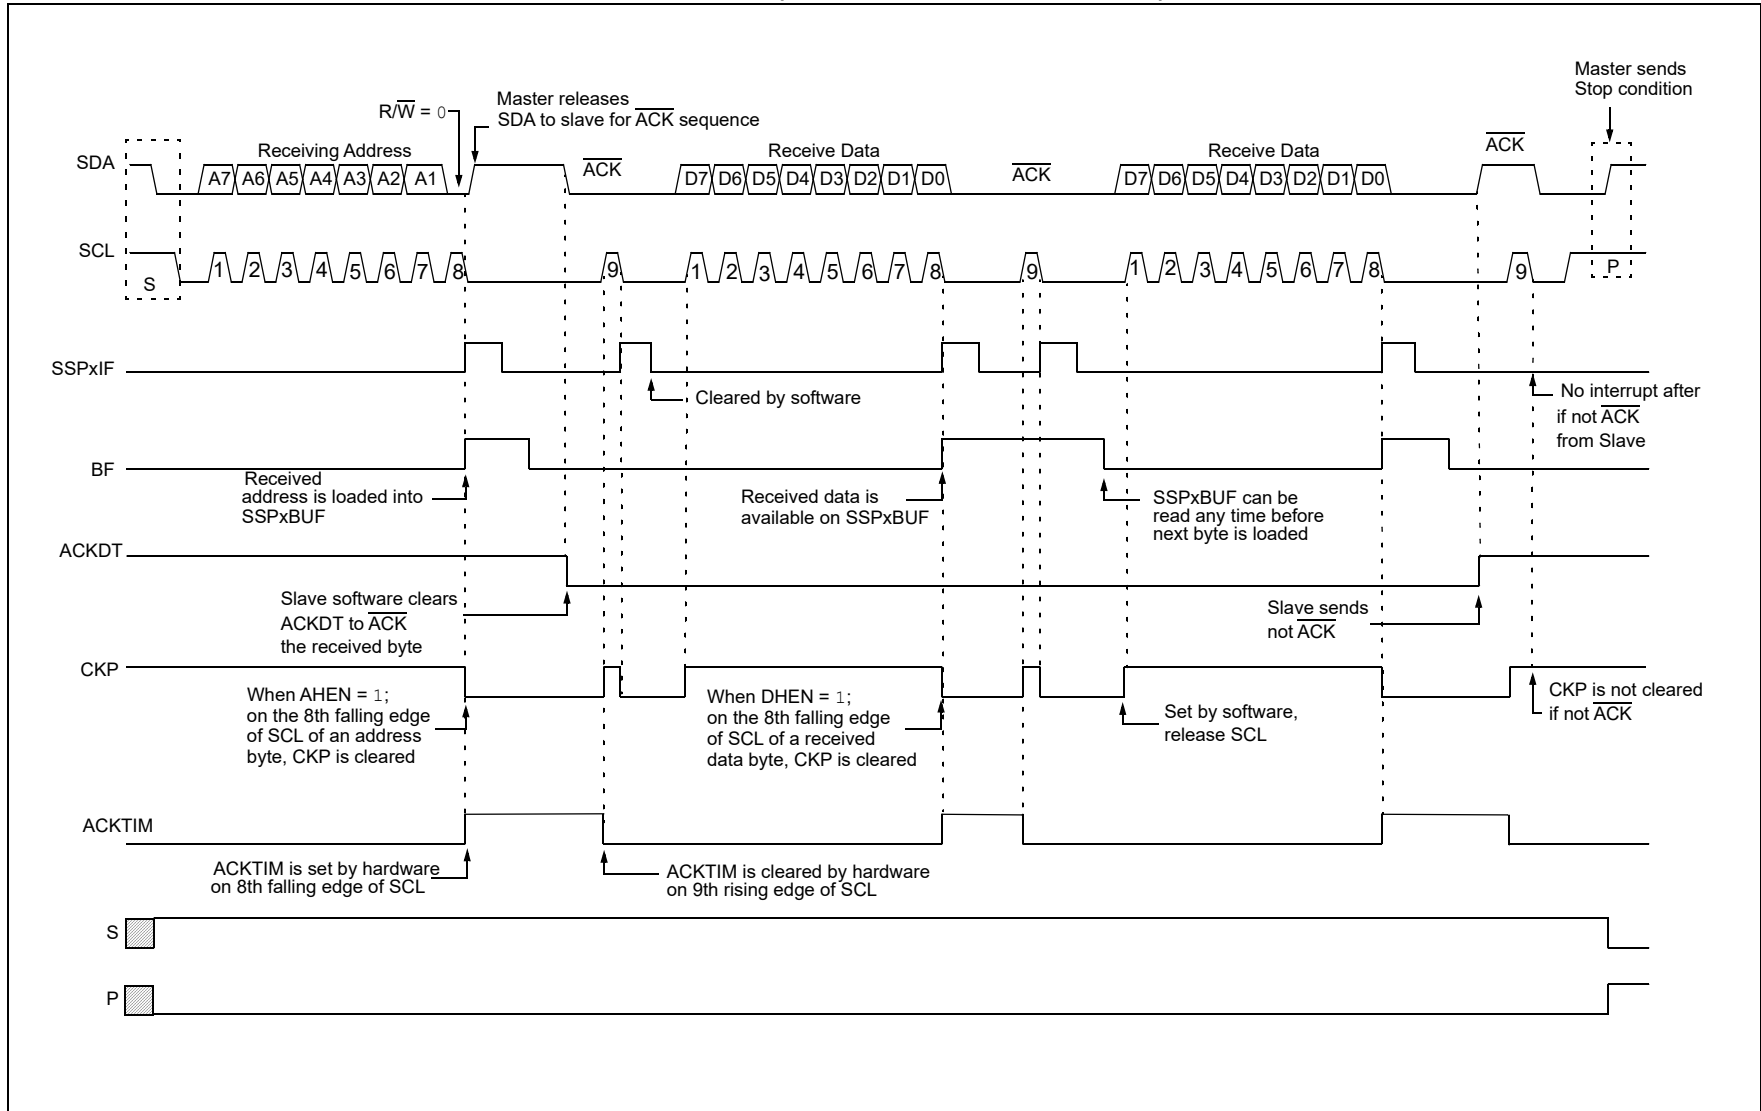 Master sends
Stop condition
R/W = 0
Master releases
SDA to slave for ACK sequence
SDA
Receiving Address
ACK
Receive Data
ACK
Receive Data
ACK
A7 A6 A5 A4 A3 A2 A1
D7 D6 D5 D4 D3 D2 D1 D0
D7 D6 D5 D4 D3 D2 D1 D0
SCL
S
1 2 3 4 5 6 7 8
9
1 2 3 4 5 6 7 8
9
1 2 3 4 5 6 7 8
9
P
SSPxIF
Cleared by software
No interrupt after
if not ACK
from Slave
BF
Received
address is loaded into
SSPxBUF
Received data is
available on SSPxBUF
SSPxBUF can be
read any time before
next byte is loaded
ACKDT
Slave software clears
ACKDT to ACK
the received byte
Slave sends
not ACK
CKP
When AHEN = 1;
on the 8th falling edge
of SCL of an address
byte, CKP is cleared
When DHEN = 1;
on the 8th falling edge
of SCL of a received
data byte, CKP is cleared
Set by software,
release SCL
CKP is not cleared
if not ACK
ACKTIM
ACKTIM is set by hardware
on 8th falling edge of SCL
ACKTIM is cleared by hardware
on 9th rising edge of SCL
S
P